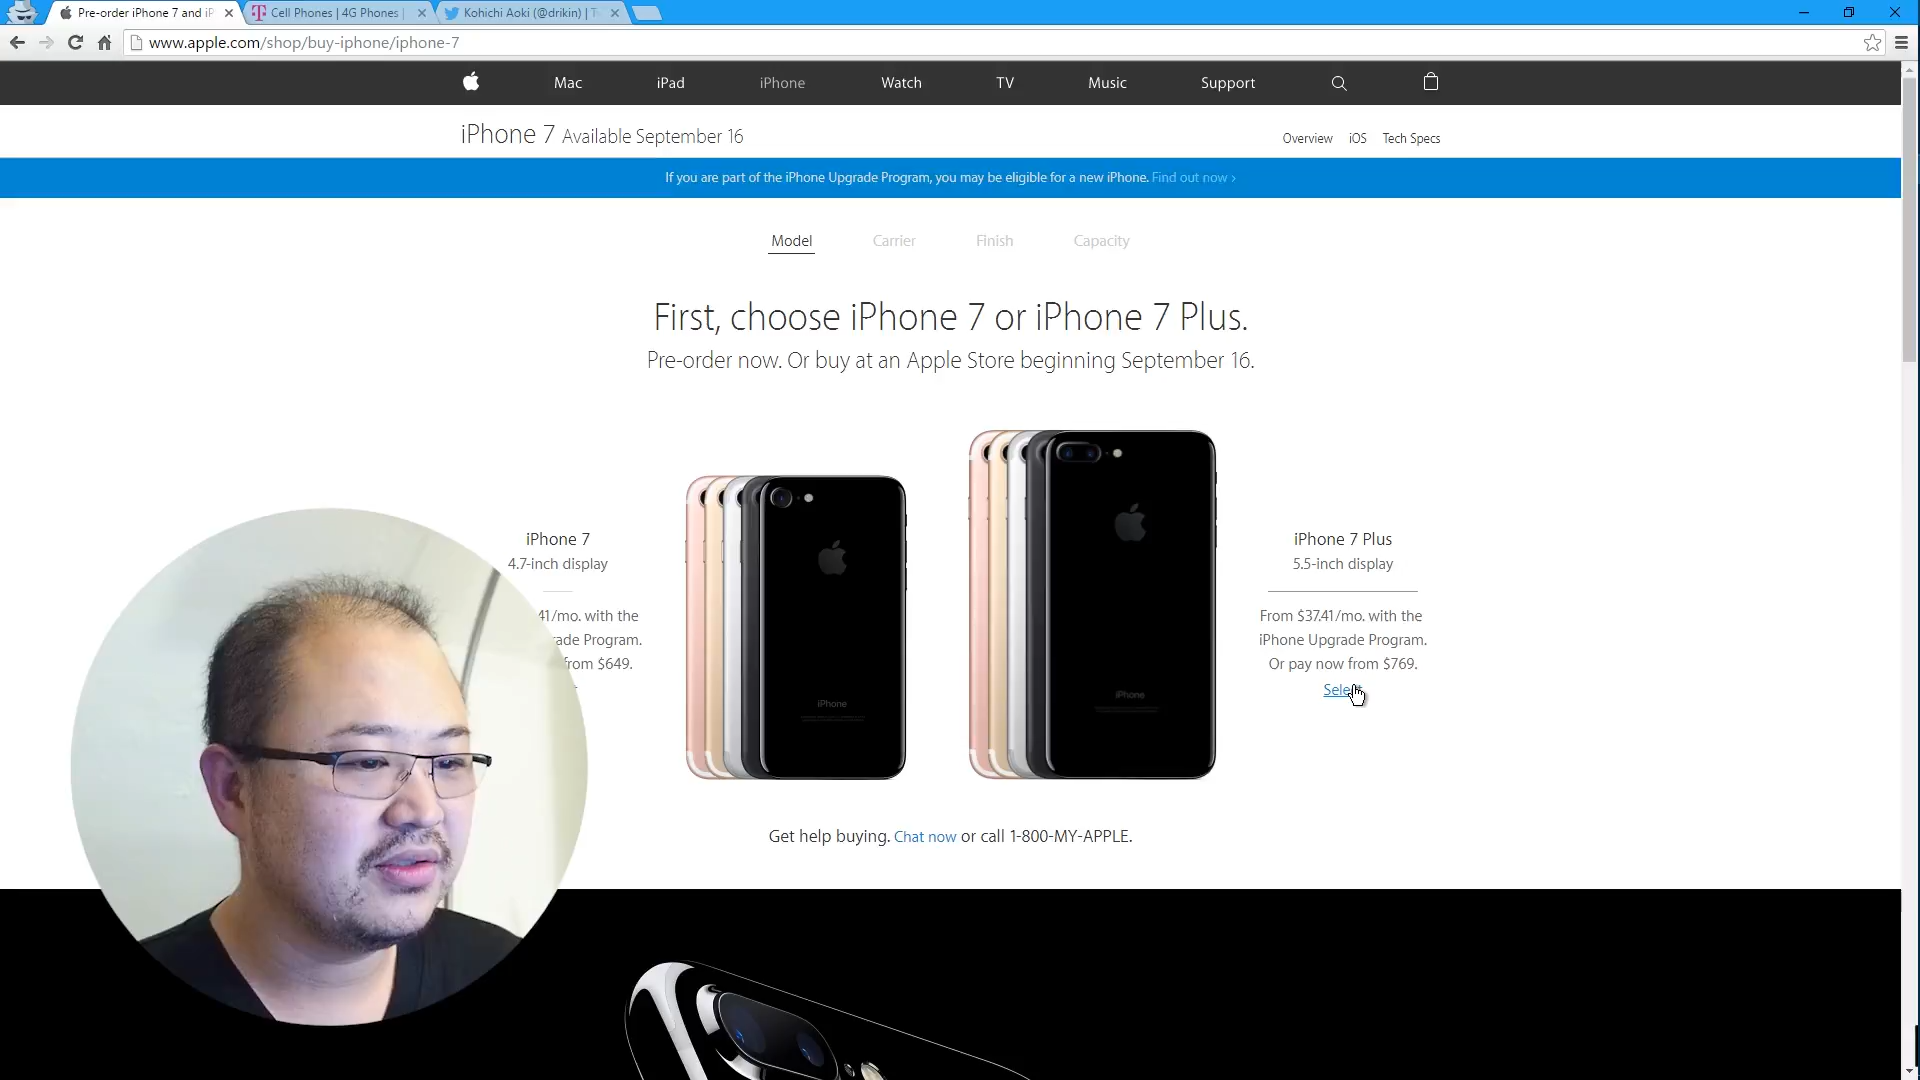 Pre-order iPhone 7 and iP
Cell Phones | 4G Phones |
Kohichi Aoki (@drikin) | Tw
www.apple.com/shop/buy-iphone/iphone-7
Mac iPad iPhone Watch TV Music Support
iPhone 7 Available September 16
Overview iOS Tech Specs
If you are part of the iPhone Upgrade Program, you may be eligible for a new iPhone. Find out now ›
Model Carrier Finish Capacity
First, choose iPhone 7 or iPhone 7 Plus.
Pre-order now. Or buy at an Apple Store beginning September 16.
iPhone 7
4.7-inch display
41/mo. with the
ade Program.
from $649.
iPhone
iPhone
iPhone 7 Plus
5.5-inch display
From $37.41/mo. with the
iPhone Upgrade Program.
Or pay now from $769.
Get help buying. Chat now or call 1-800-MY-APPLE.